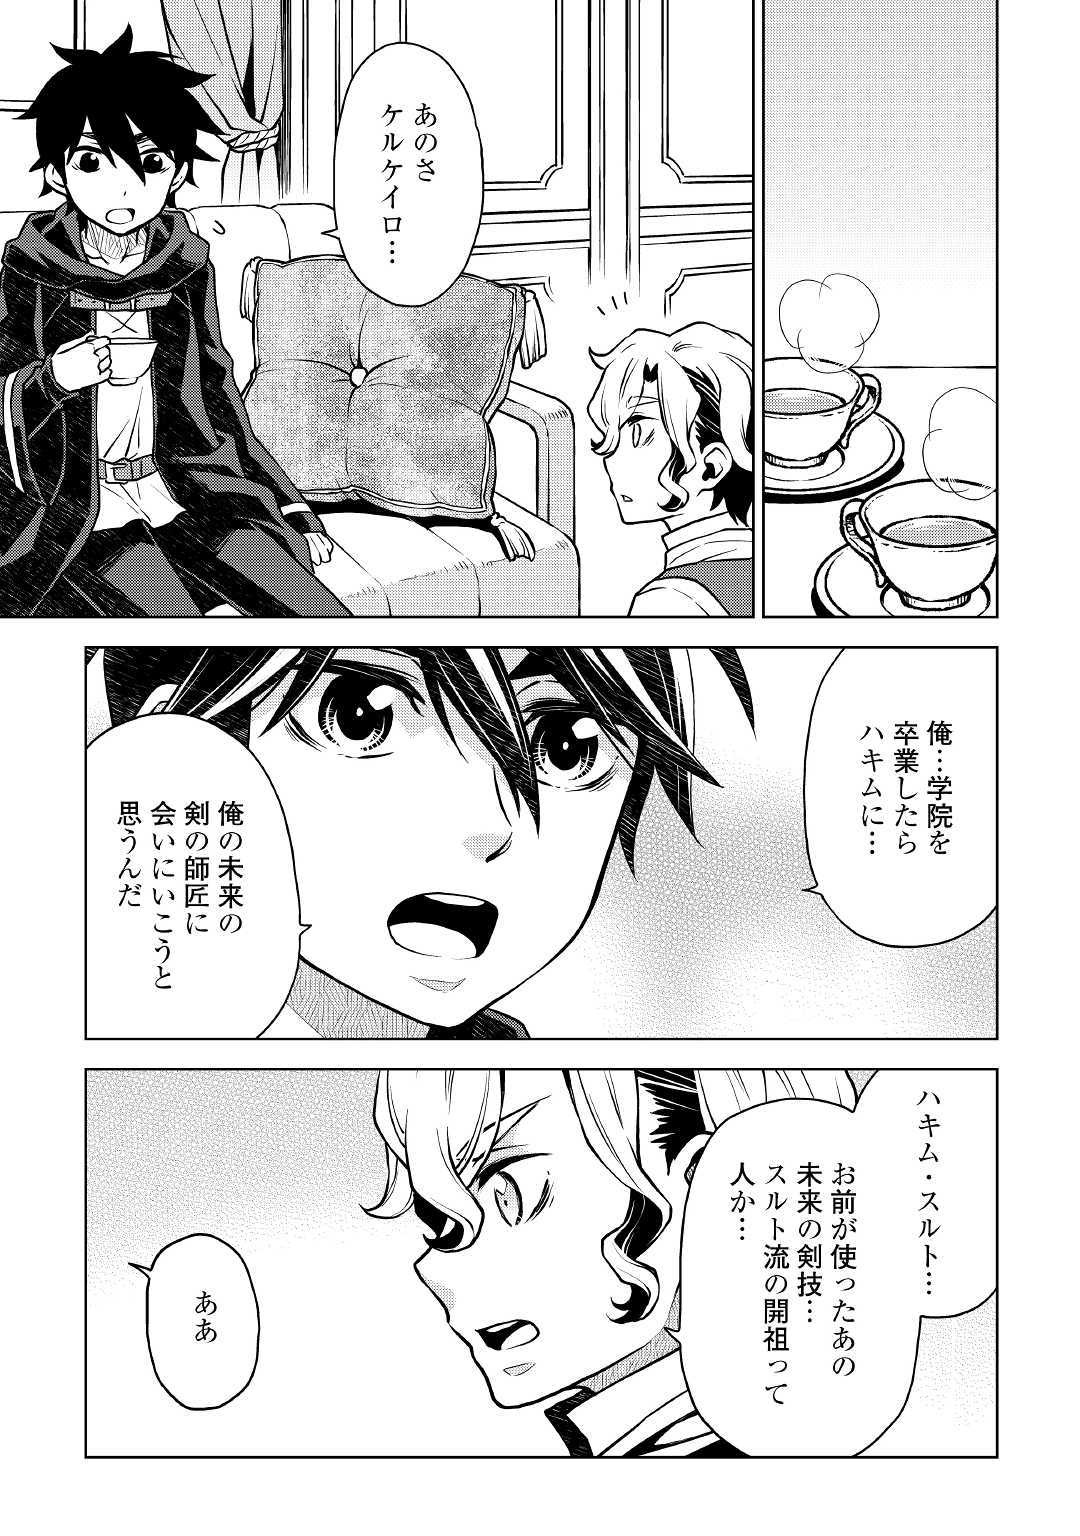 あのさ
ケルケイロ…
俺…学院を
卒業したら
ハキムに…
俺の未来の
剣の師匠に
会いにいこうと
思うんだ
ハキム・スルト…
お前が使ったあの
未来の剣技…
スルト流の開祖って
人か…
ああ